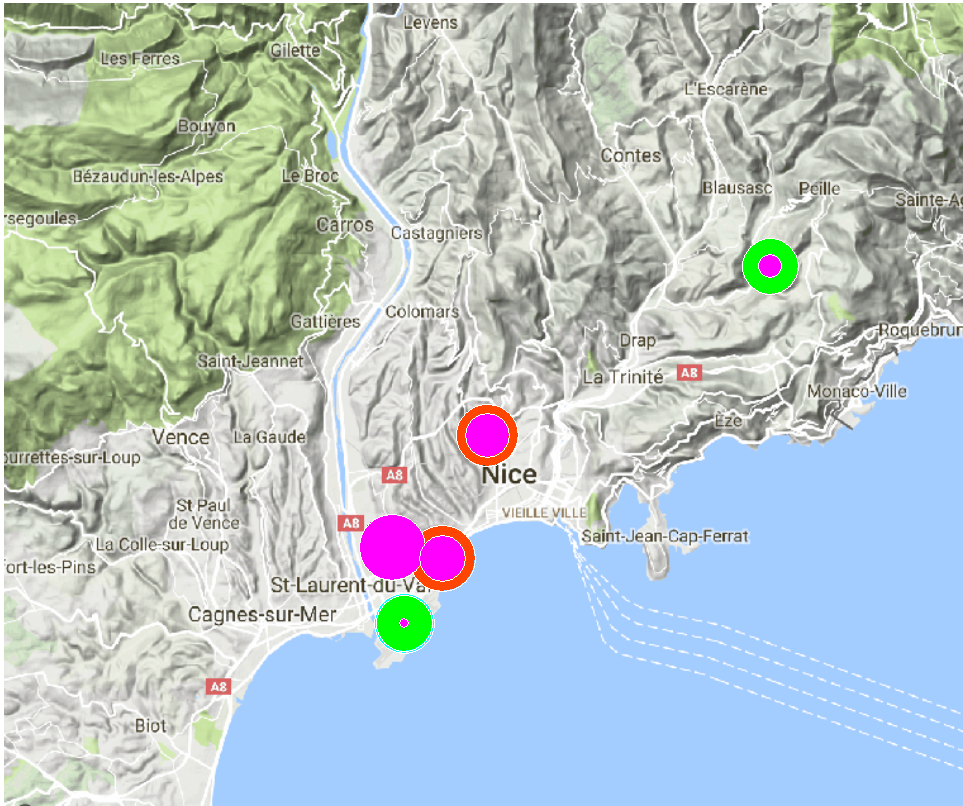 Levens
Gilette
Les Ferres
L'Escarène
Bouyon
Contes
Bézaudun-les-Alpes
Le Broc
Blausasc
Peille
Sainte-Ag
rsegoules
Carros
Castagniers
Colomars
Gattières
Roquebrun
Drap
Saint-Jeannet
La Trinité
A8
Monaco-Ville
Èze
Vence
La Gaude
ourrettes-sur-Loup
A8
Nice
St Paul
de Vence
VIEILLE VILLE
A8
Saint-Jean-Cap-Ferrat
La Colle-sur-Loup
ort-les-Pins
St-Laurent-du-Va
Cagnes-sur-Mer
A8
Biot